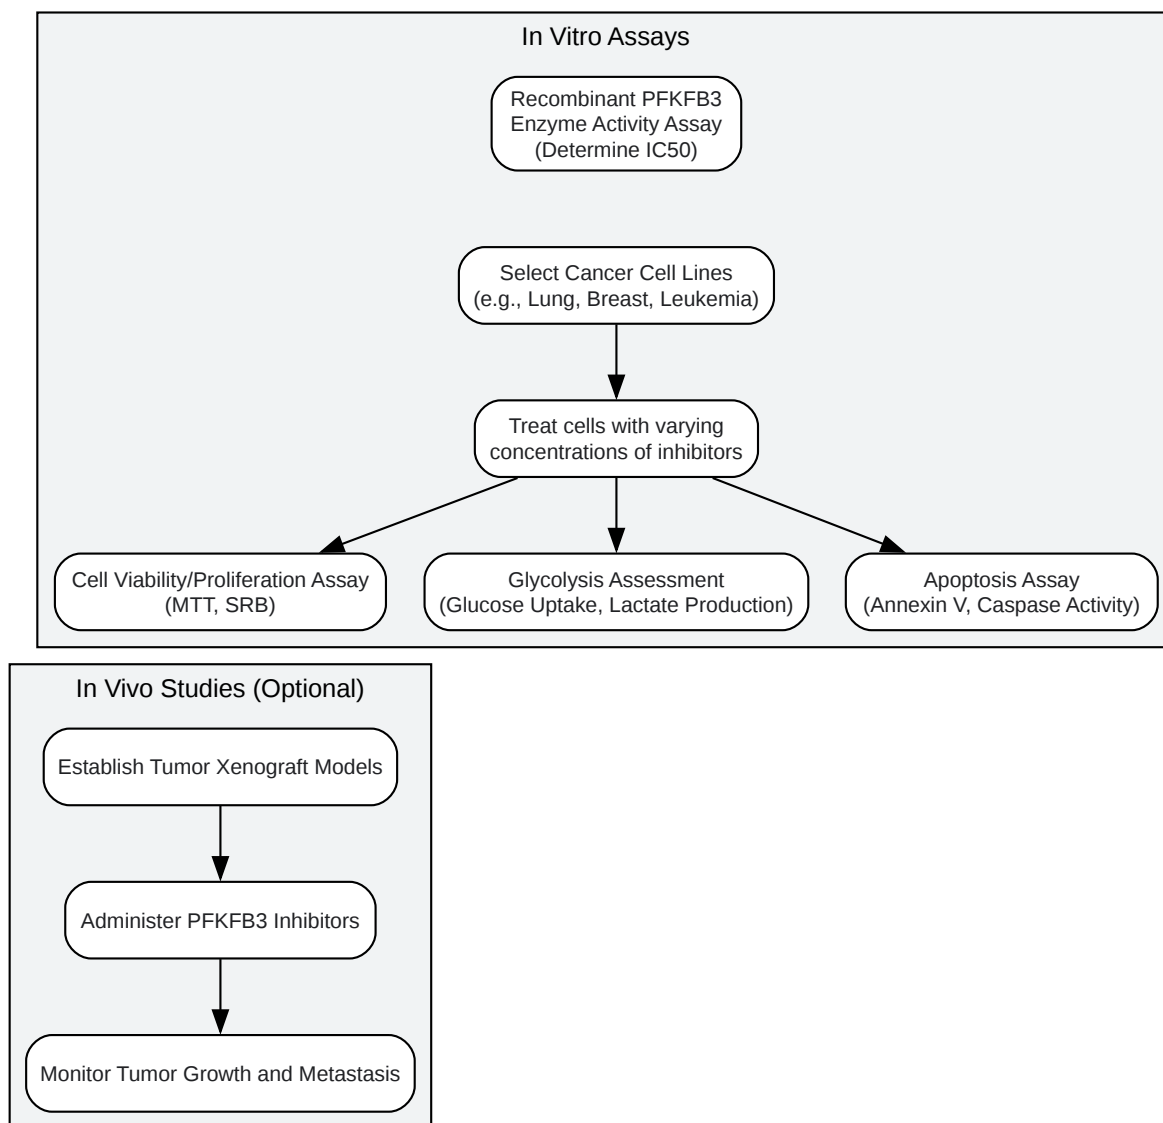 In Vitro Assays
Recombinant PFKFB3
Enzyme Activity Assay
(Determine IC50)
Select Cancer Cell Lines
(e.g., Lung, Breast, Leukemia)
Treat cells with varying
concentrations of inhibitors
Cell Viability/Proliferation Assay
(MTT, SRB)
Glycolysis Assessment
(Glucose Uptake, Lactate Production)
Apoptosis Assay
(Annexin V, Caspase Activity)
In Vivo Studies (Optional)
Establish Tumor Xenograft Models
Administer PFKFB3 Inhibitors
Monitor Tumor Growth and Metastasis